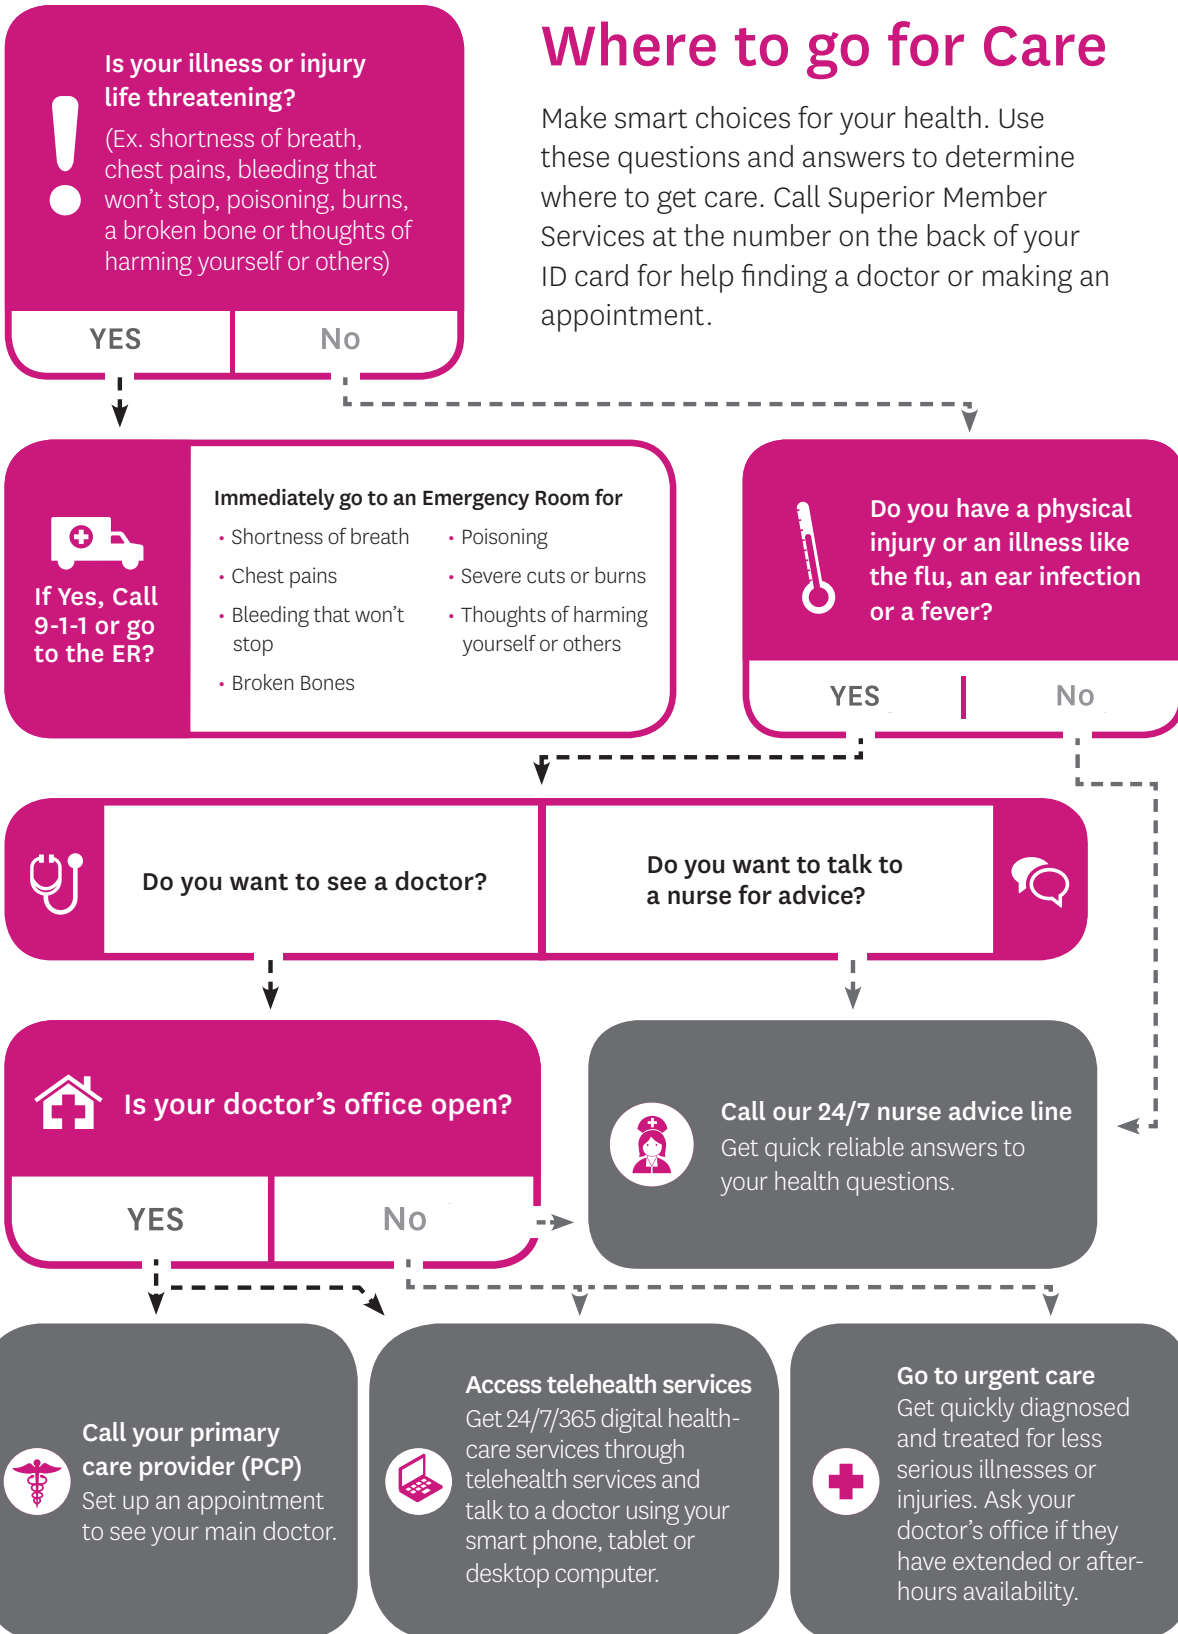 Where to go for Care
Make smart choices for your health. Use
these questions and answers to determine
where to get care. Call Superior Member
Services at the number on the back of your
ID card for help finding a doctor or making an
appointment.
Is your illness or injury
life threatening?
(Ex. shortness of breath,
chest pains, bleeding that
won't stop, poisoning, burns,
a broken bone or thoughts of
harming yourself or others)
YES
No
If Yes, Call
9-1-1 or go
to the ER?
Immediately go to an Emergency Room for
• Shortness of breath
• Chest pains
• Bleeding that won't
stop
• Broken Bones
• Poisoning
• Severe cuts or burns
• Thoughts of harming
yourself or others
Do you have a physical
injury or an illness like
the flu, an ear infection
or a fever?
YES
No
Do you want to see a doctor?
Do you want to talk to
a nurse for advice?
Is your doctor's office open?
YES
No
Call our 24/7 nurse advice line
Get quick reliable answers to
your health questions.
Call your primary
care provider (PCP)
Set up an appointment
to see your main doctor.
Access telehealth services
Get 24/7/365 digital health-
care services through
telehealth services and
talk to a doctor using your
smart phone, tablet or
desktop computer.
Go to urgent care
Get quickly diagnosed
and treated for less
serious illnesses or
injuries. Ask your
doctor's office if they
have extended or after-
hours availability.